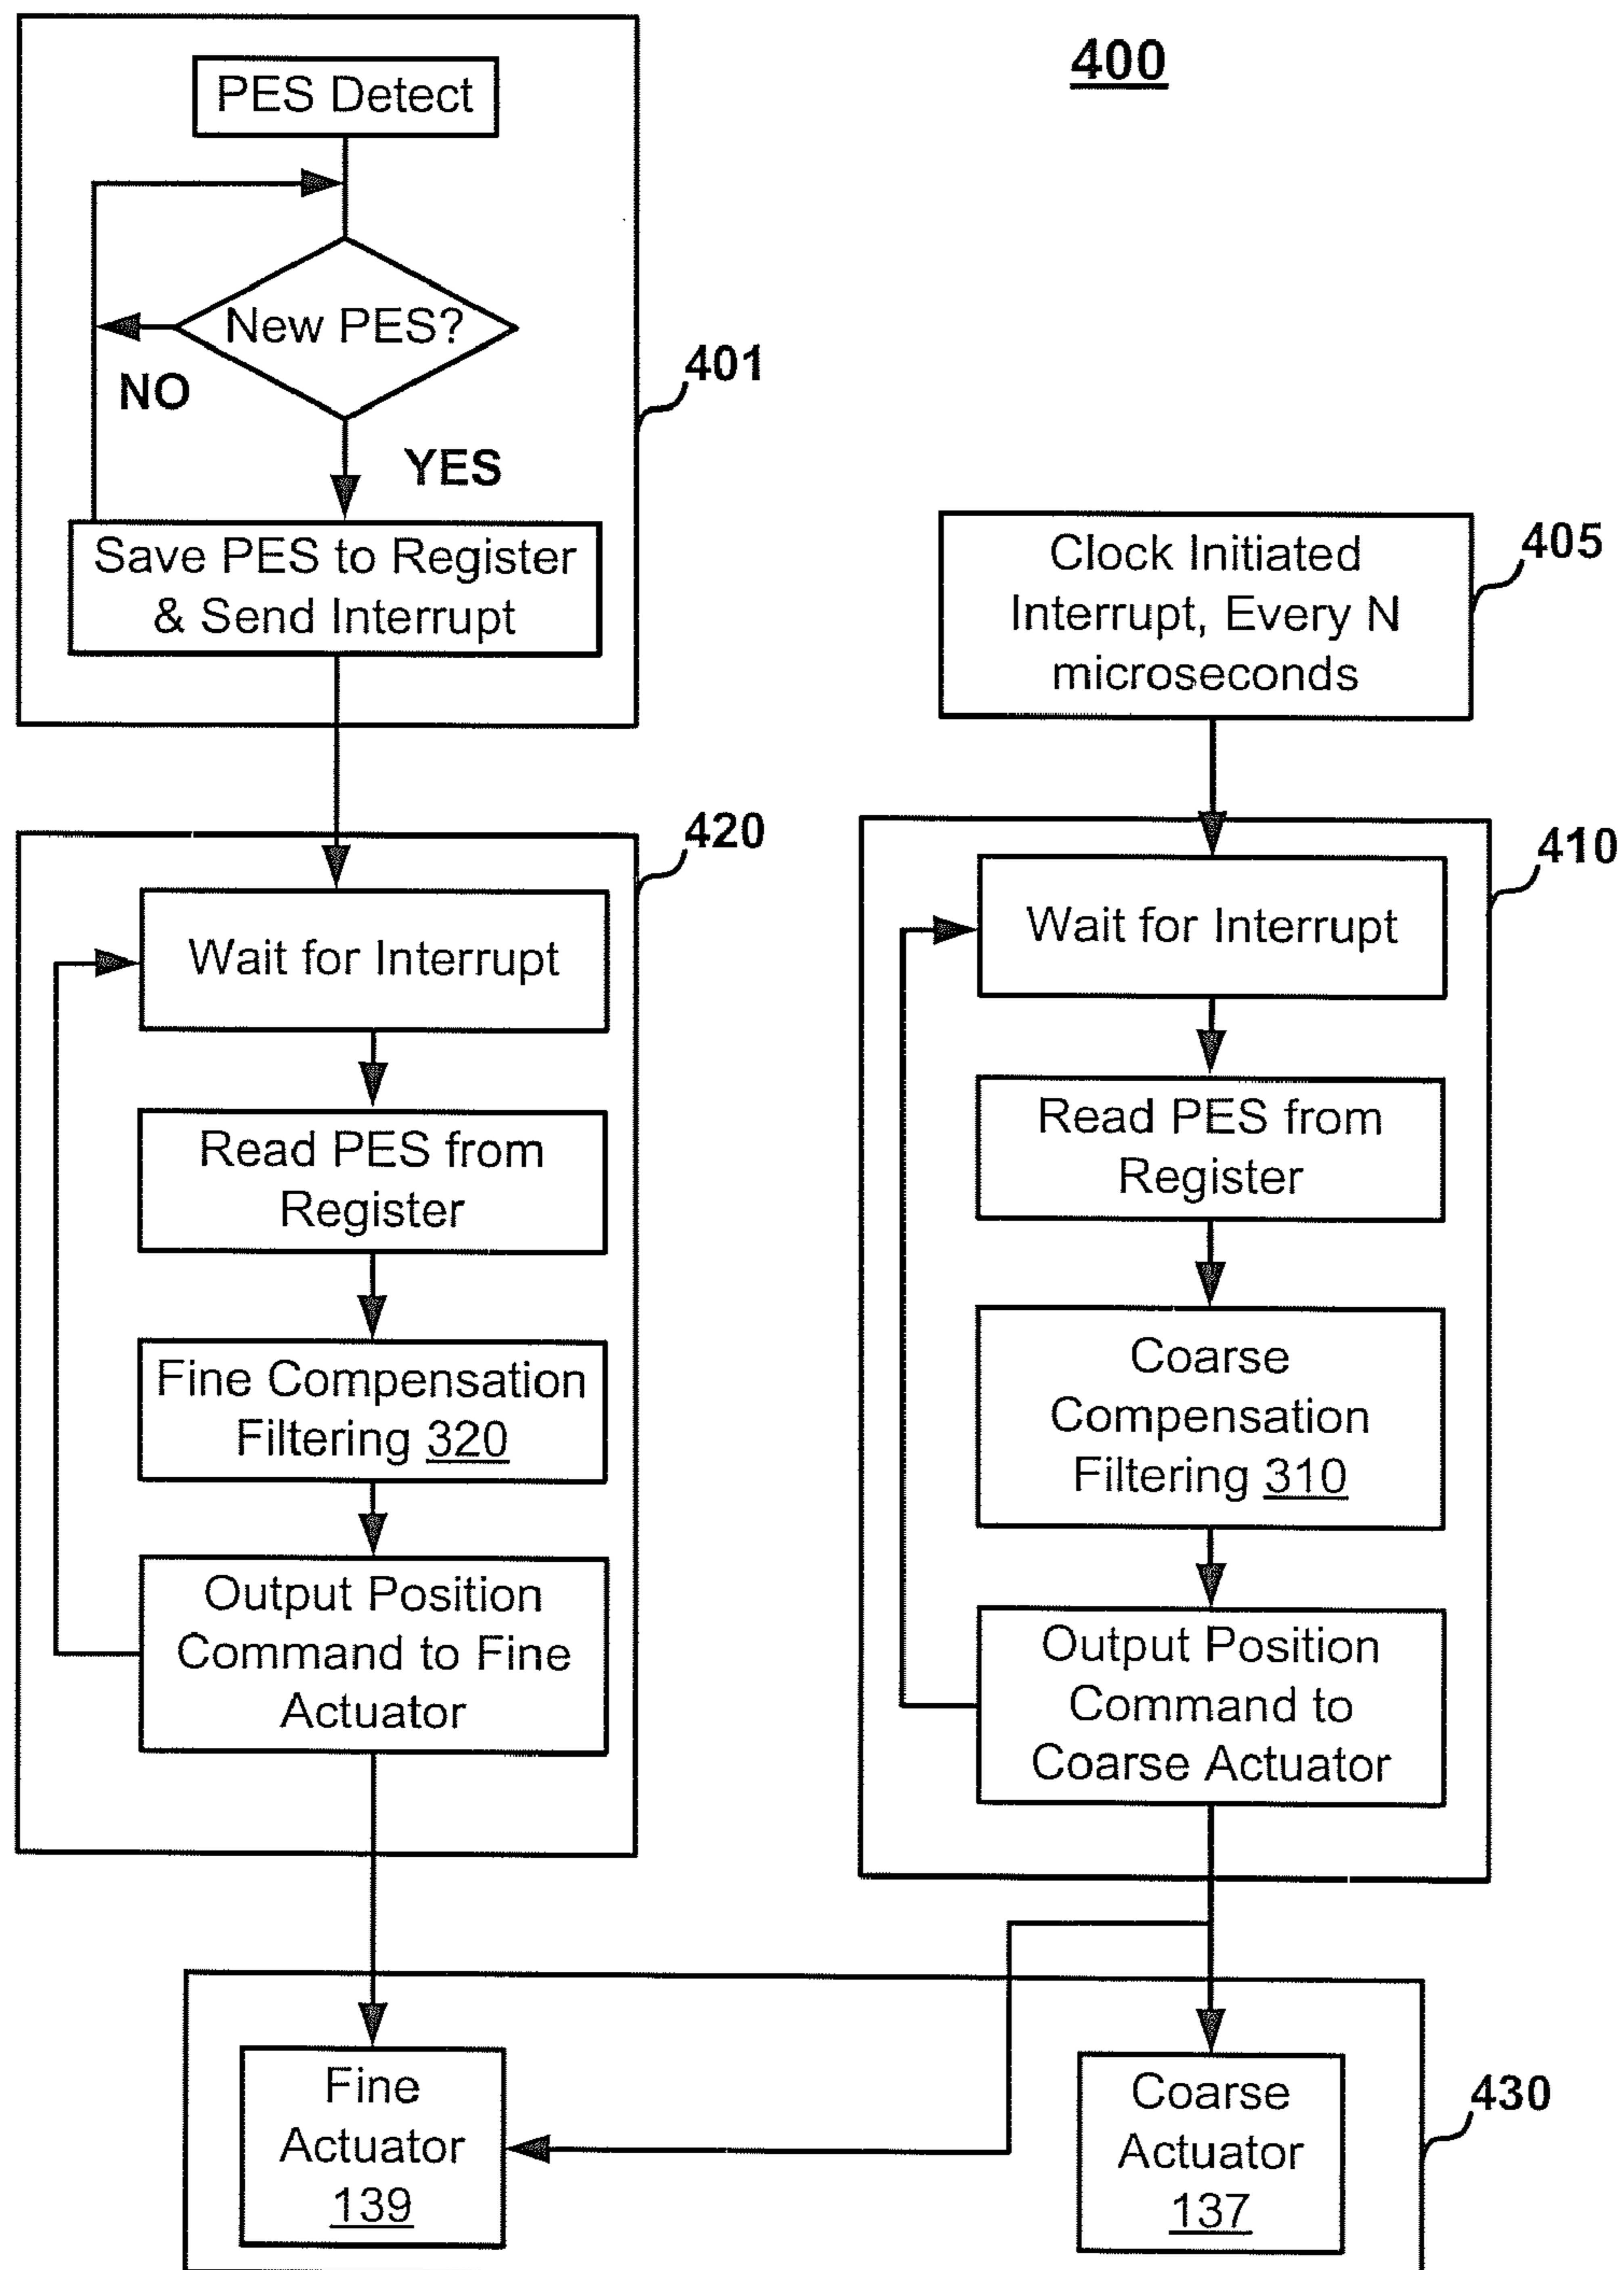 400
PES Detect
New PES?
NO
YES
401
Save PES to Register
& Send Interrupt
Clock Initiated
Interrupt, Every N
microseconds
405
420
Wait for Interrupt
Read PES from
Register
Fine Compensation
Filtering 320
Output Position
Command to Fine
Actuator
410
Wait for Interrupt
Read PES from
Register
Coarse
Compensation
Filtering 310
Output Position
Command to
Coarse Actuator
Fine
Actuator
139
Coarse
Actuator
137
430